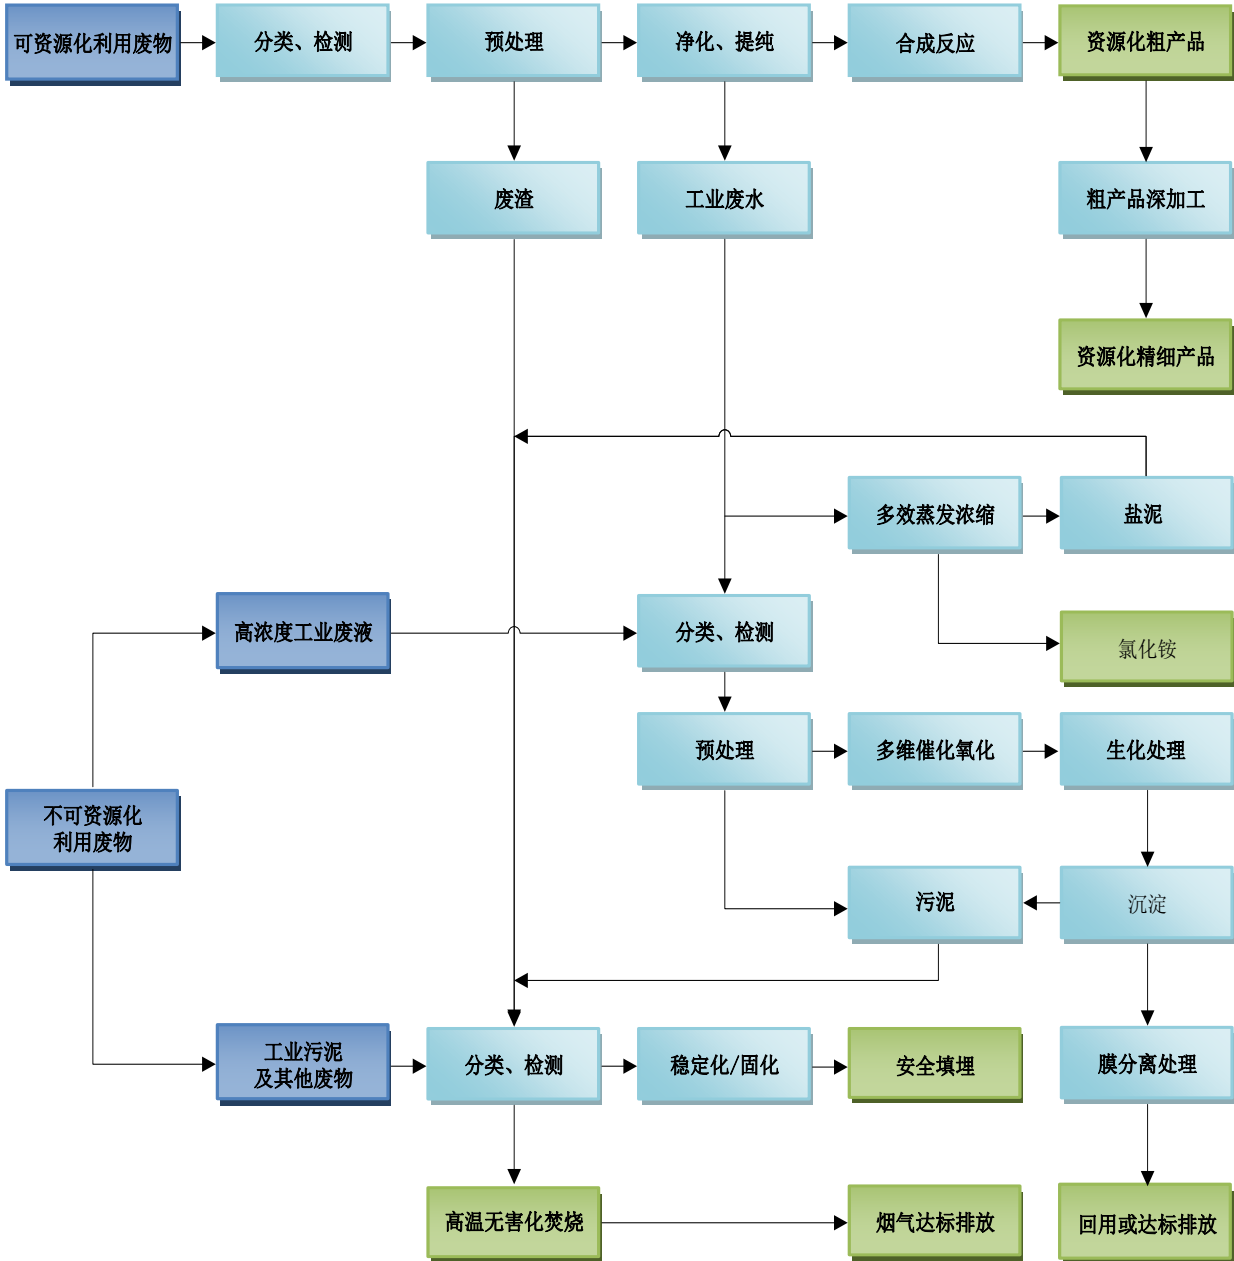 可资源化利用废物
分类、检测
预处理
净化、提纯
合成反应
资源化粗产品
废渣
工业废水
粗产品深加工
资源化精细产品
多效蒸发浓缩
盐泥
高浓度工业废液
分类、检测
氯化铵
预处理
多维催化氧化
生化处理
不可资源化
利用废物
污泥
沉淀
工业污泥
及其他废物
分类、检测
稳定化/固化
安全填埋
膜分离处理
高温无害化焚烧
烟气达标排放
回用或达标排放